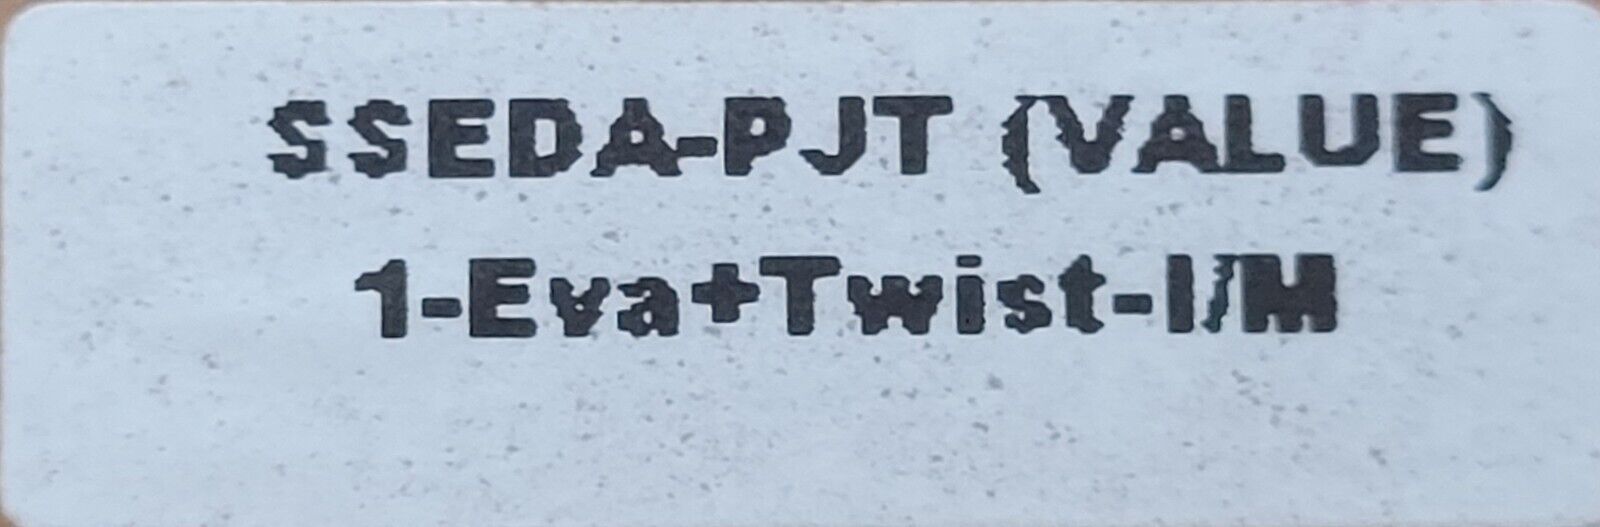 SSEDA-PJT (VALUE)
1-Eva+Twist-I/M